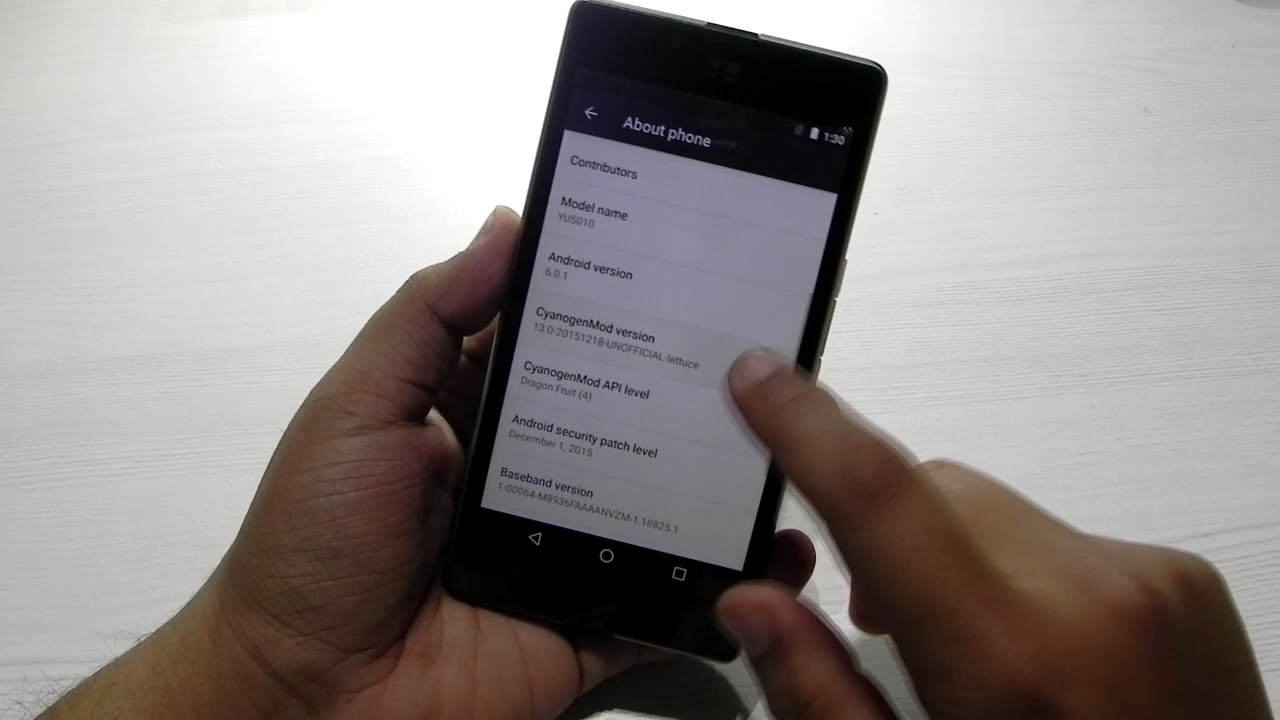 YU
1:30
About phone
Contributors
Model name
YU5010
Android version
6.0.1
CyanogenMod version
13.0-20151218-UNOFFICIAL-lettuce
CyanogenMod API level
Dragon Fruit (4)
Android security patch level
December 1, 2015
Baseband version
1-00064-M8936FAAAANVZM-1.18825.1